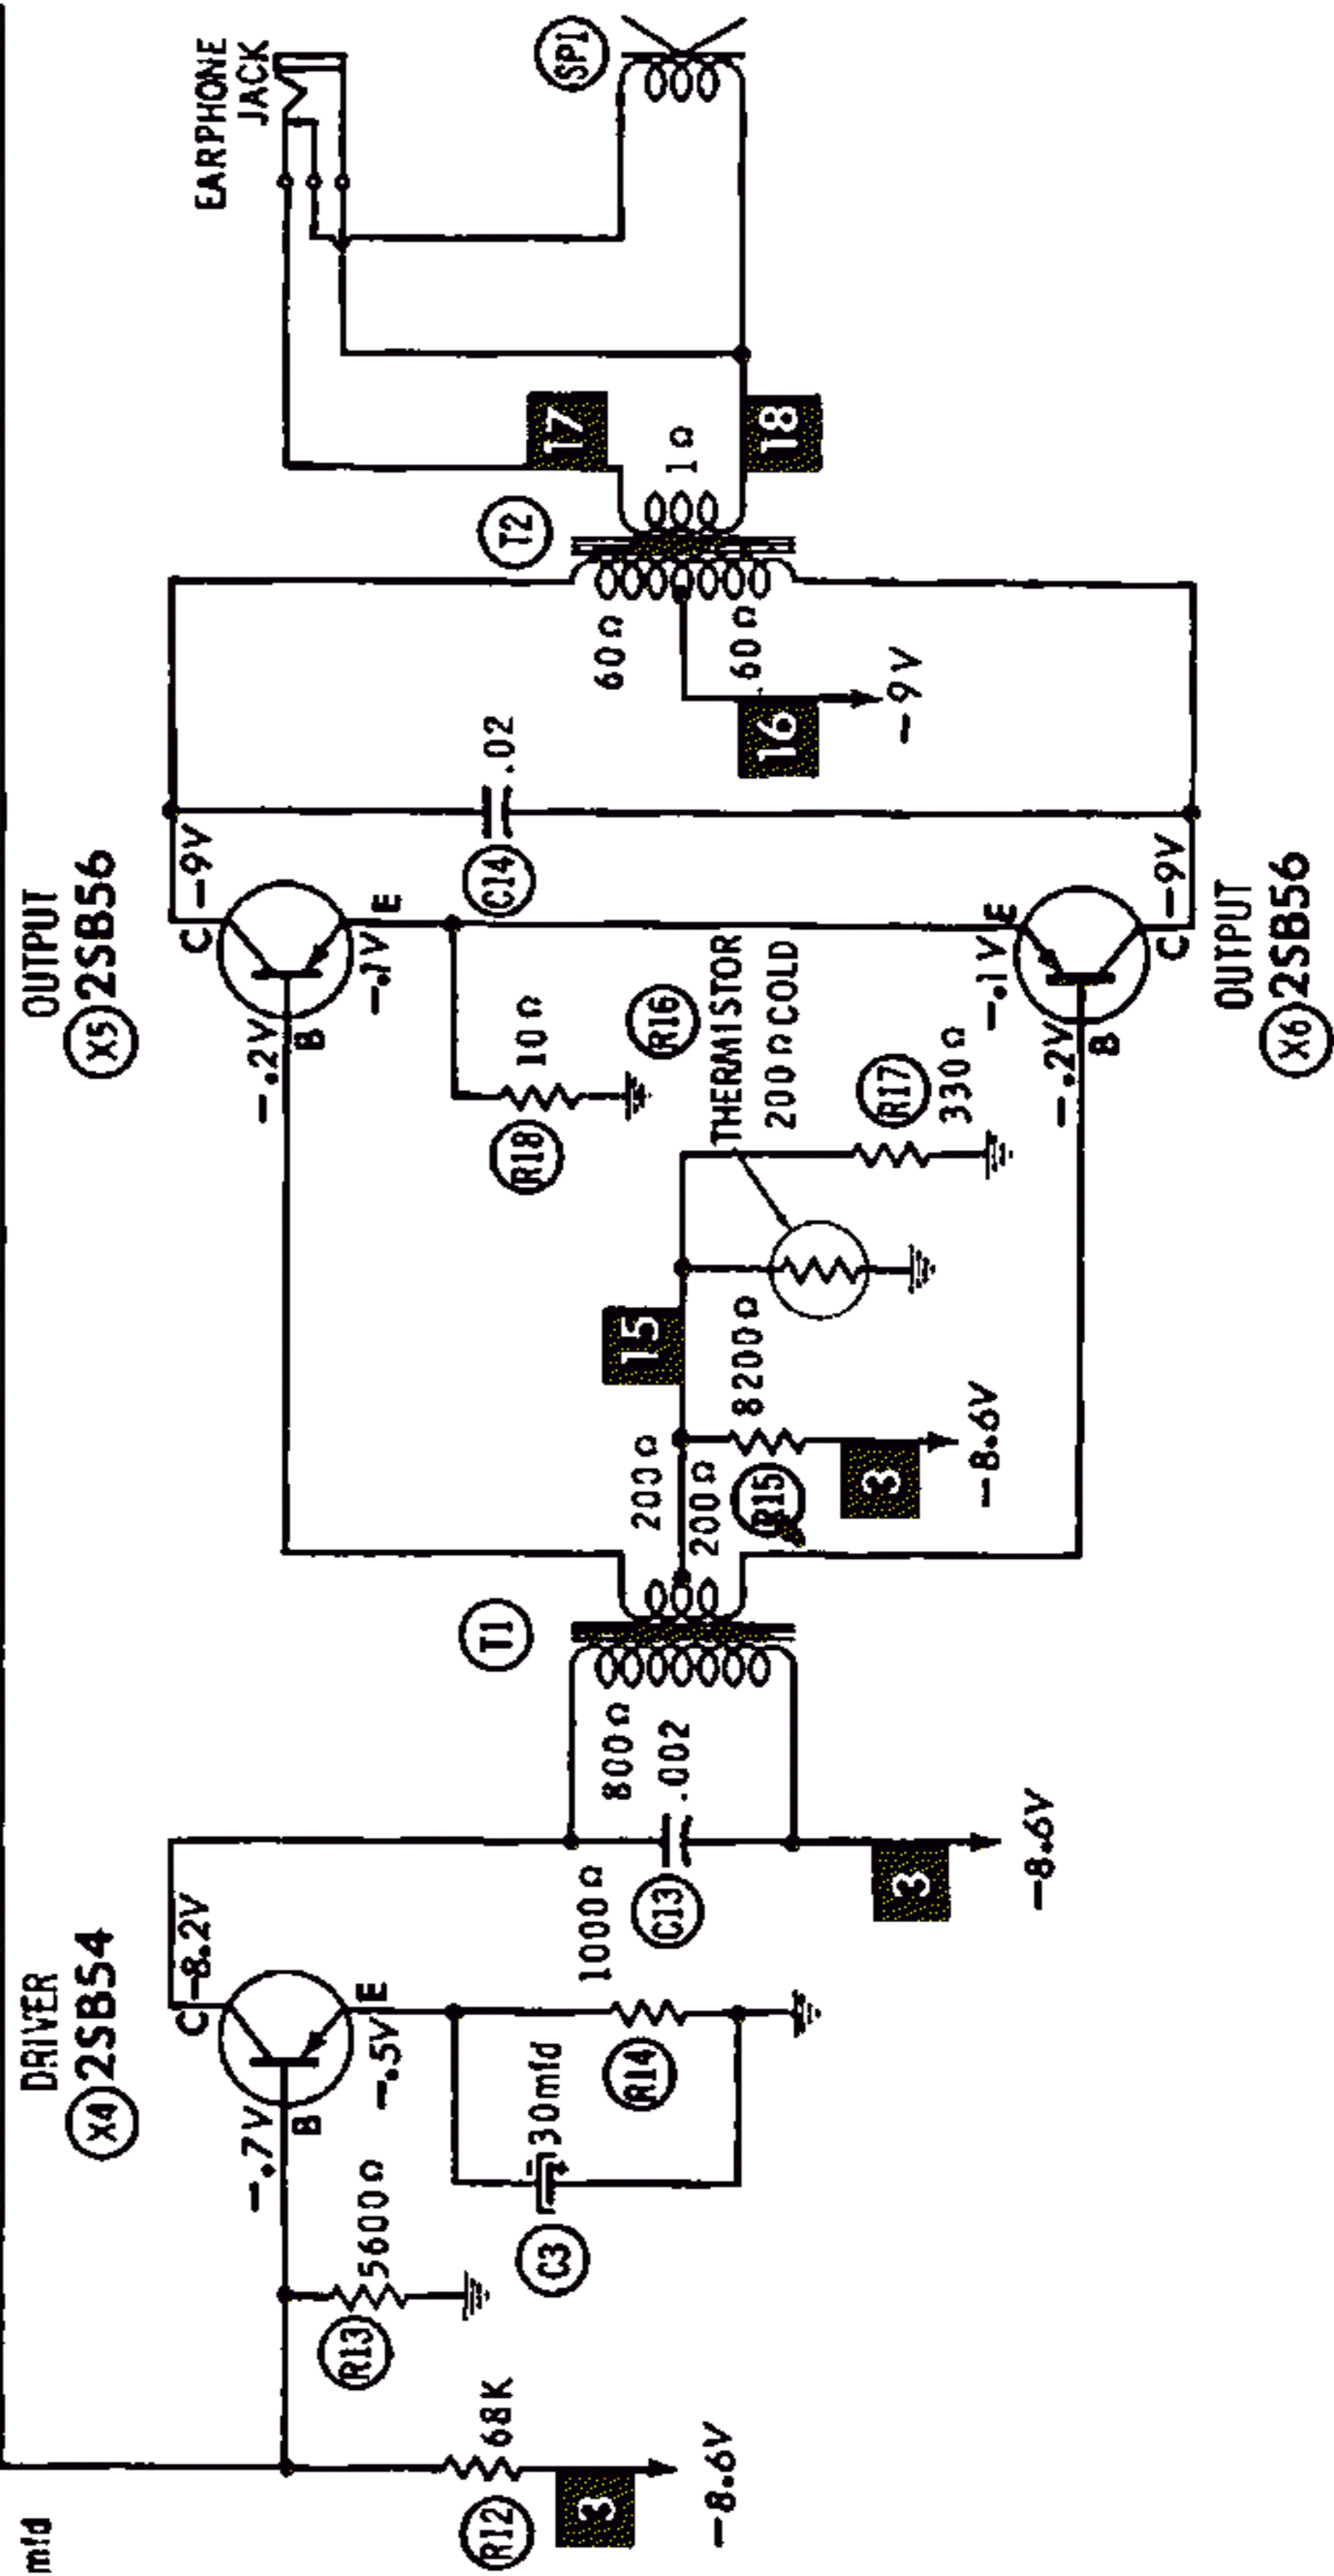 mfd
R12
68K
3
-8.6V
R13
5600Ω
DRIVER
X4 2SB54
-.7V
B
C
-8.2V
E
-.5V
C3
30mfd
R14
1000Ω
C13
.002
800Ω
3
-8.6V
T1
200Ω
200Ω
R15
8200Ω
3
-8.6V
15
R16
THERMISTOR
200Ω COLD
R17
330Ω
R18
10Ω
OUTPUT
X5 2SB56
-.2V
B
C
-9V
E
-.1V
C14
.02
-.1V
E
-.2V
B
C
-9V
OUTPUT
X6 2SB56
60Ω
60Ω
16
-9V
T2
1Ω
17
18
EARPHONE
JACK
SP1